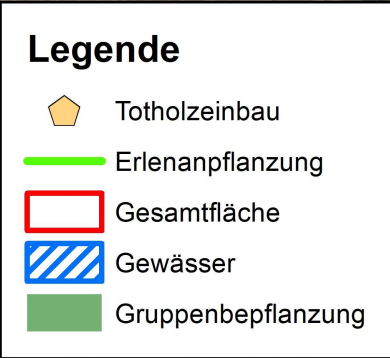 Legende
Totholzeinbau
Erlenanpflanzung
Gesamtfläche
Gewässer
Gruppenbepflanzung